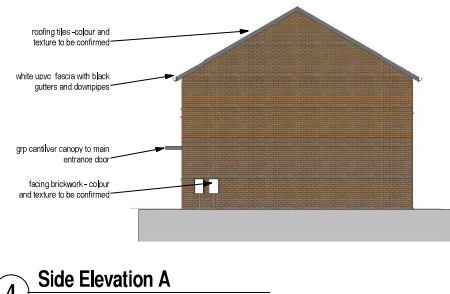 roofing tiles -colour and
texture to be confirmed
white upvc fascia with black
gutters and downpipes
grp cantilver canopy to main
entrance door
facing brickwork - colour
and texture to be confirmed
4
Side Elevation A